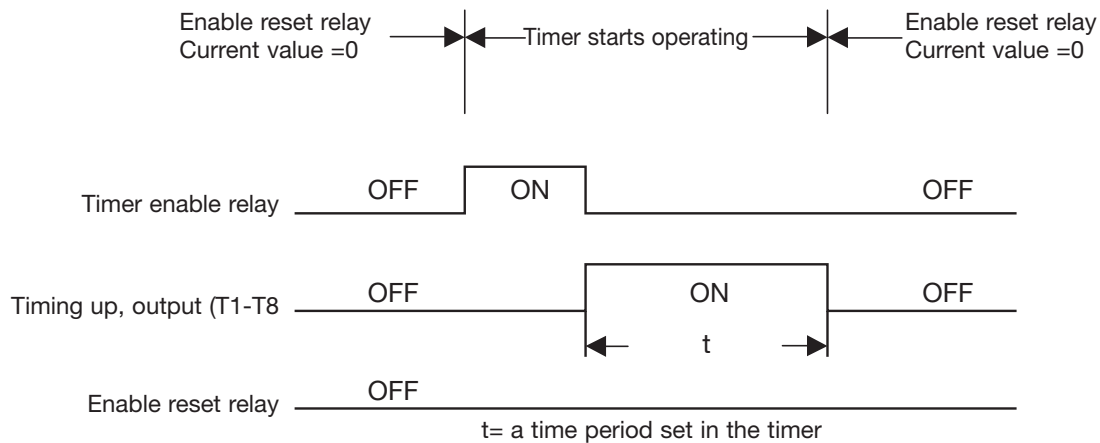 Enable reset relay
Current value =0
Timer starts operating
Enable reset relay
Current value =0
Timer enable relay
OFF
ON
OFF
Timing up, output (T1-T8
OFF
ON
OFF
t
Enable reset relay
OFF
t= a time period set in the timer